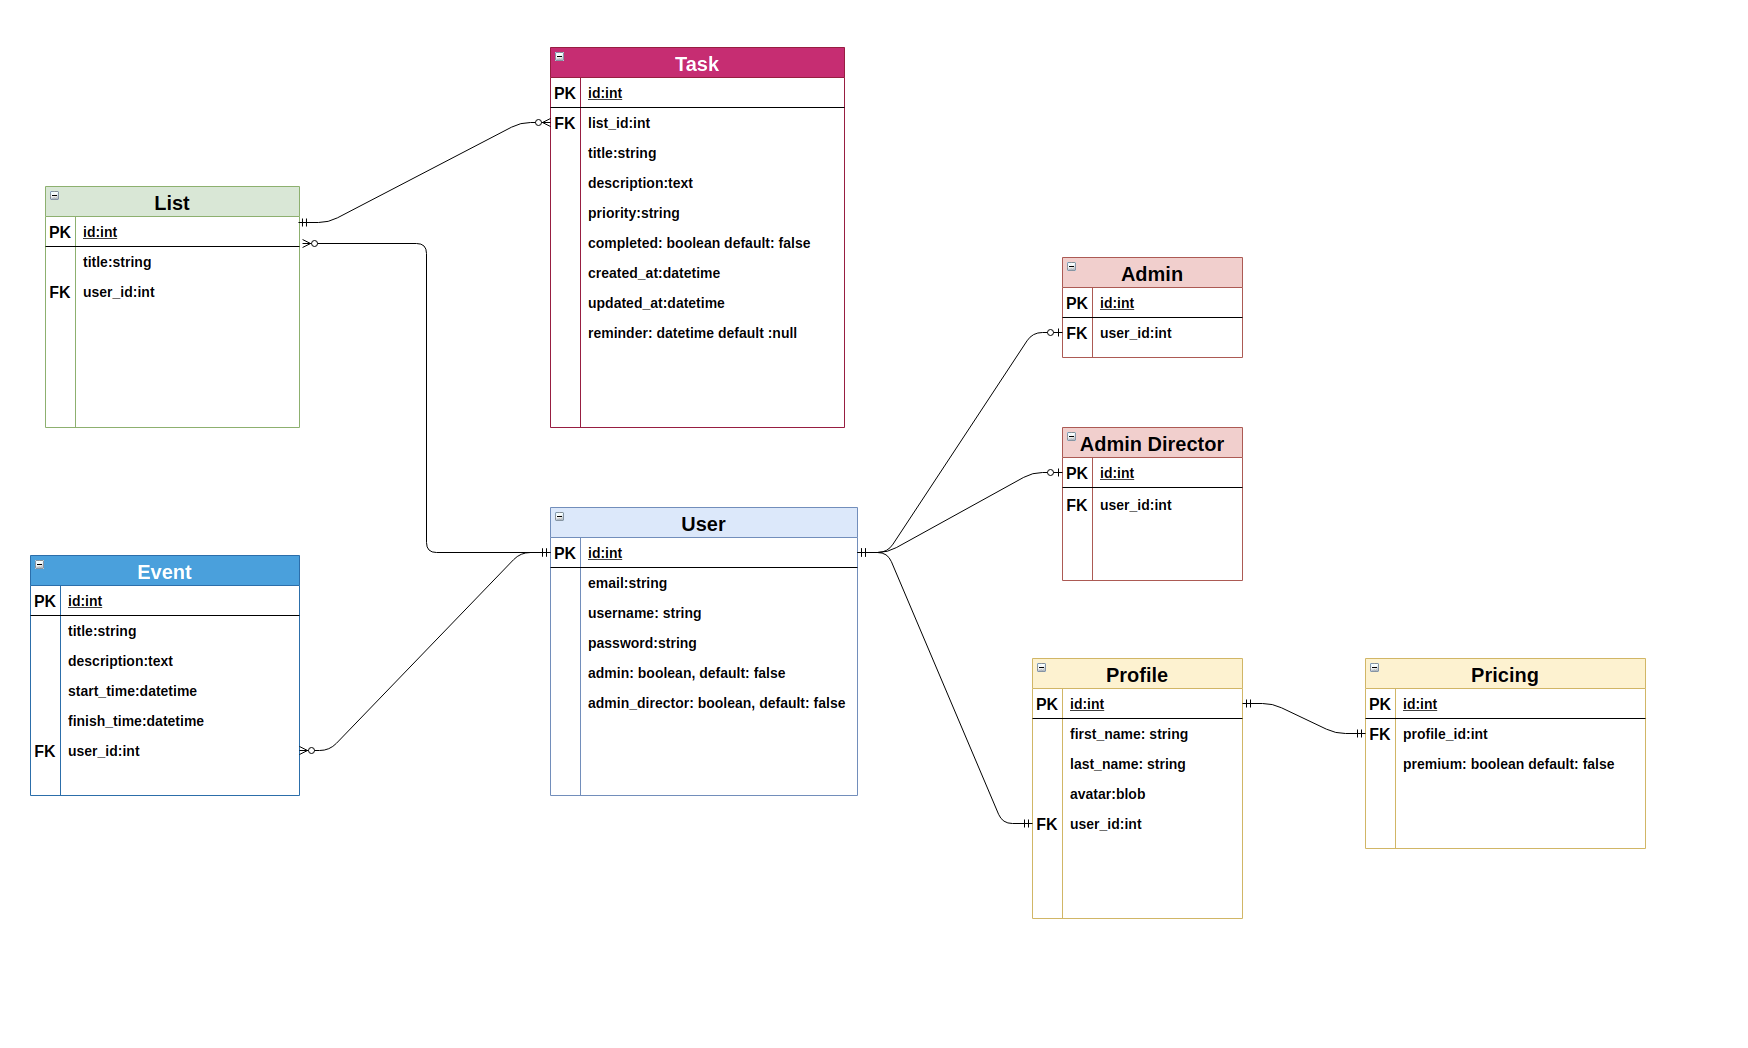 Task
PK id:int
FK list_id:int
title:string
description:text
priority:string
completed: boolean default: false
created_at:datetime
updated_at:datetime
reminder: datetime default :null
List
PK id:int
title:string
FK user_id:int
Admin
PK id:int
FK user_id:int
Admin Director
PK id:int
FK user_id:int
User
PK id:int
email:string
username: string
password:string
admin: boolean, default: false
admin_director: boolean, default: false
Event
PK id:int
title:string
description:text
start_time:datetime
finish_time:datetime
FK user_id:int
Profile
PK id:int
first_name: string
last_name: string
avatar:blob
FK user_id:int
Pricing
PK id:int
FK profile_id:int
premium: boolean default: false